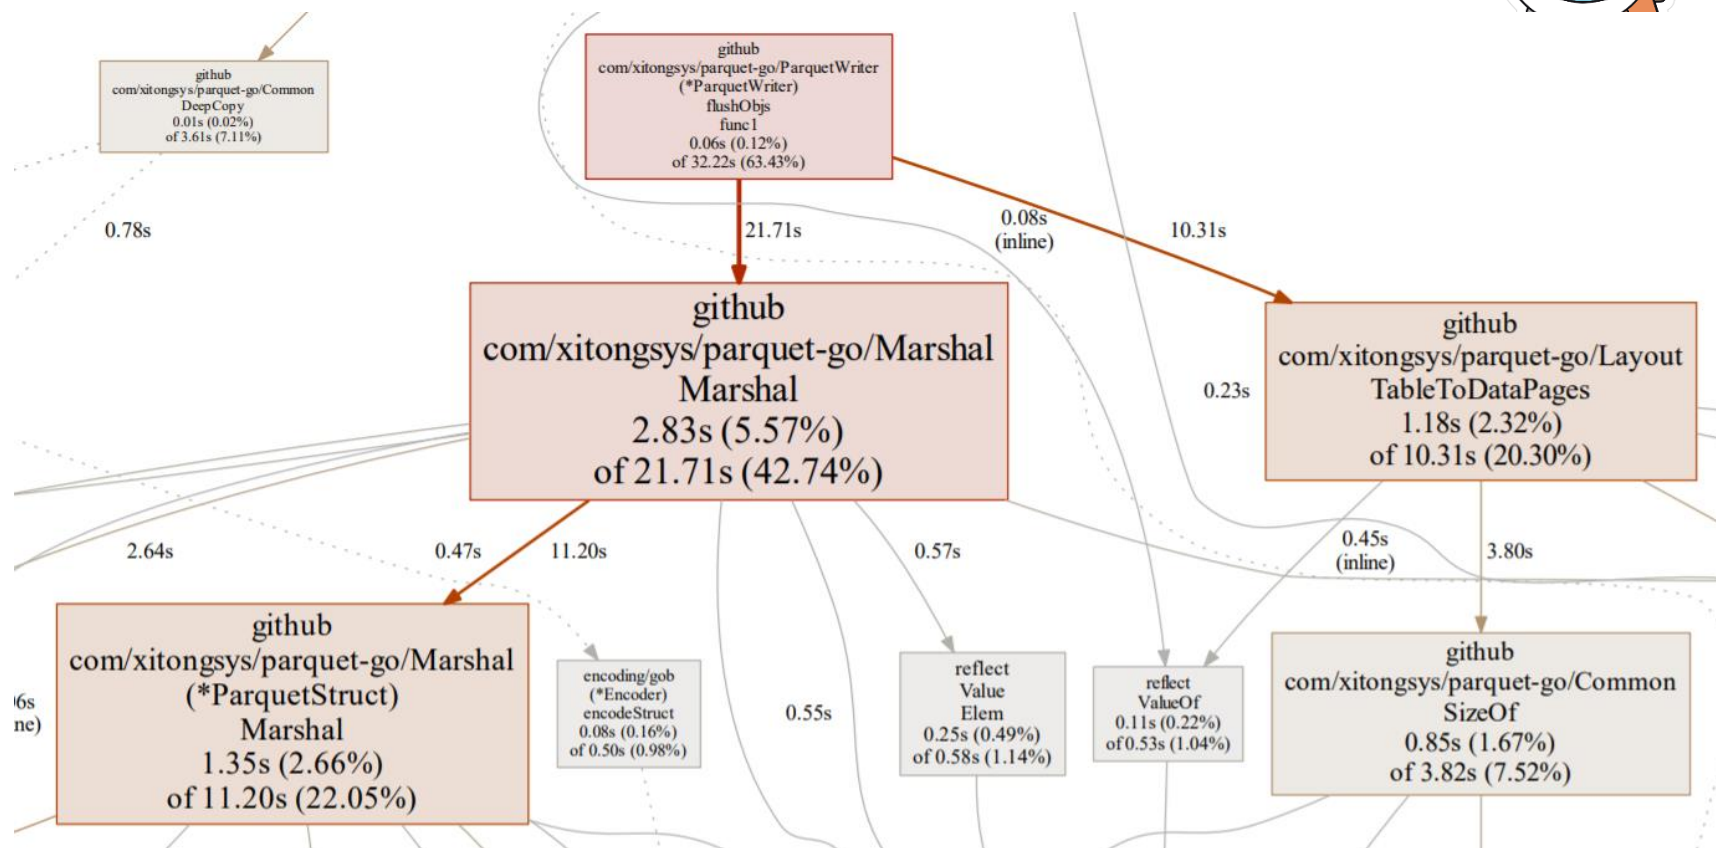 github
com/xitongsys/parquet-go/Common
DeepCopy
0.01s (0.02%)
of 3.61s (7.11%)
github
com/xitongsys/parquet-go/ParquetWriter
(*ParquetWriter)
flushObjs
func1
0.06s (0.12%)
of 32.22s (63.43%)
0.78s
21.71s
0.08s
(inline)
10.31s
github
com/xitongsys/parquet-go/Marshal
Marshal
2.83s (5.57%)
of 21.71s (42.74%)
0.23s
github
com/xitongsys/parquet-go/Layout
TableToDataPages
1.18s (2.32%)
of 10.31s (20.30%)
2.64s
0.47s
11.20s
0.57s
0.45s
(inline)
3.80s
6s
ne)
github
com/xitongsys/parquet-go/Marshal
(*ParquetStruct)
Marshal
1.35s (2.66%)
of 11.20s (22.05%)
encoding/gob
(*Encoder)
encodeStruct
0.08s (0.16%)
of 0.50s (0.98%)
0.55s
reflect
Value
Elem
0.25s (0.49%)
of 0.58s (1.14%)
reflect
ValueOf
0.11s (0.22%)
of 0.53s (1.04%)
github
com/xitongsys/parquet-go/Common
SizeOf
0.85s (1.67%)
of 3.82s (7.52%)